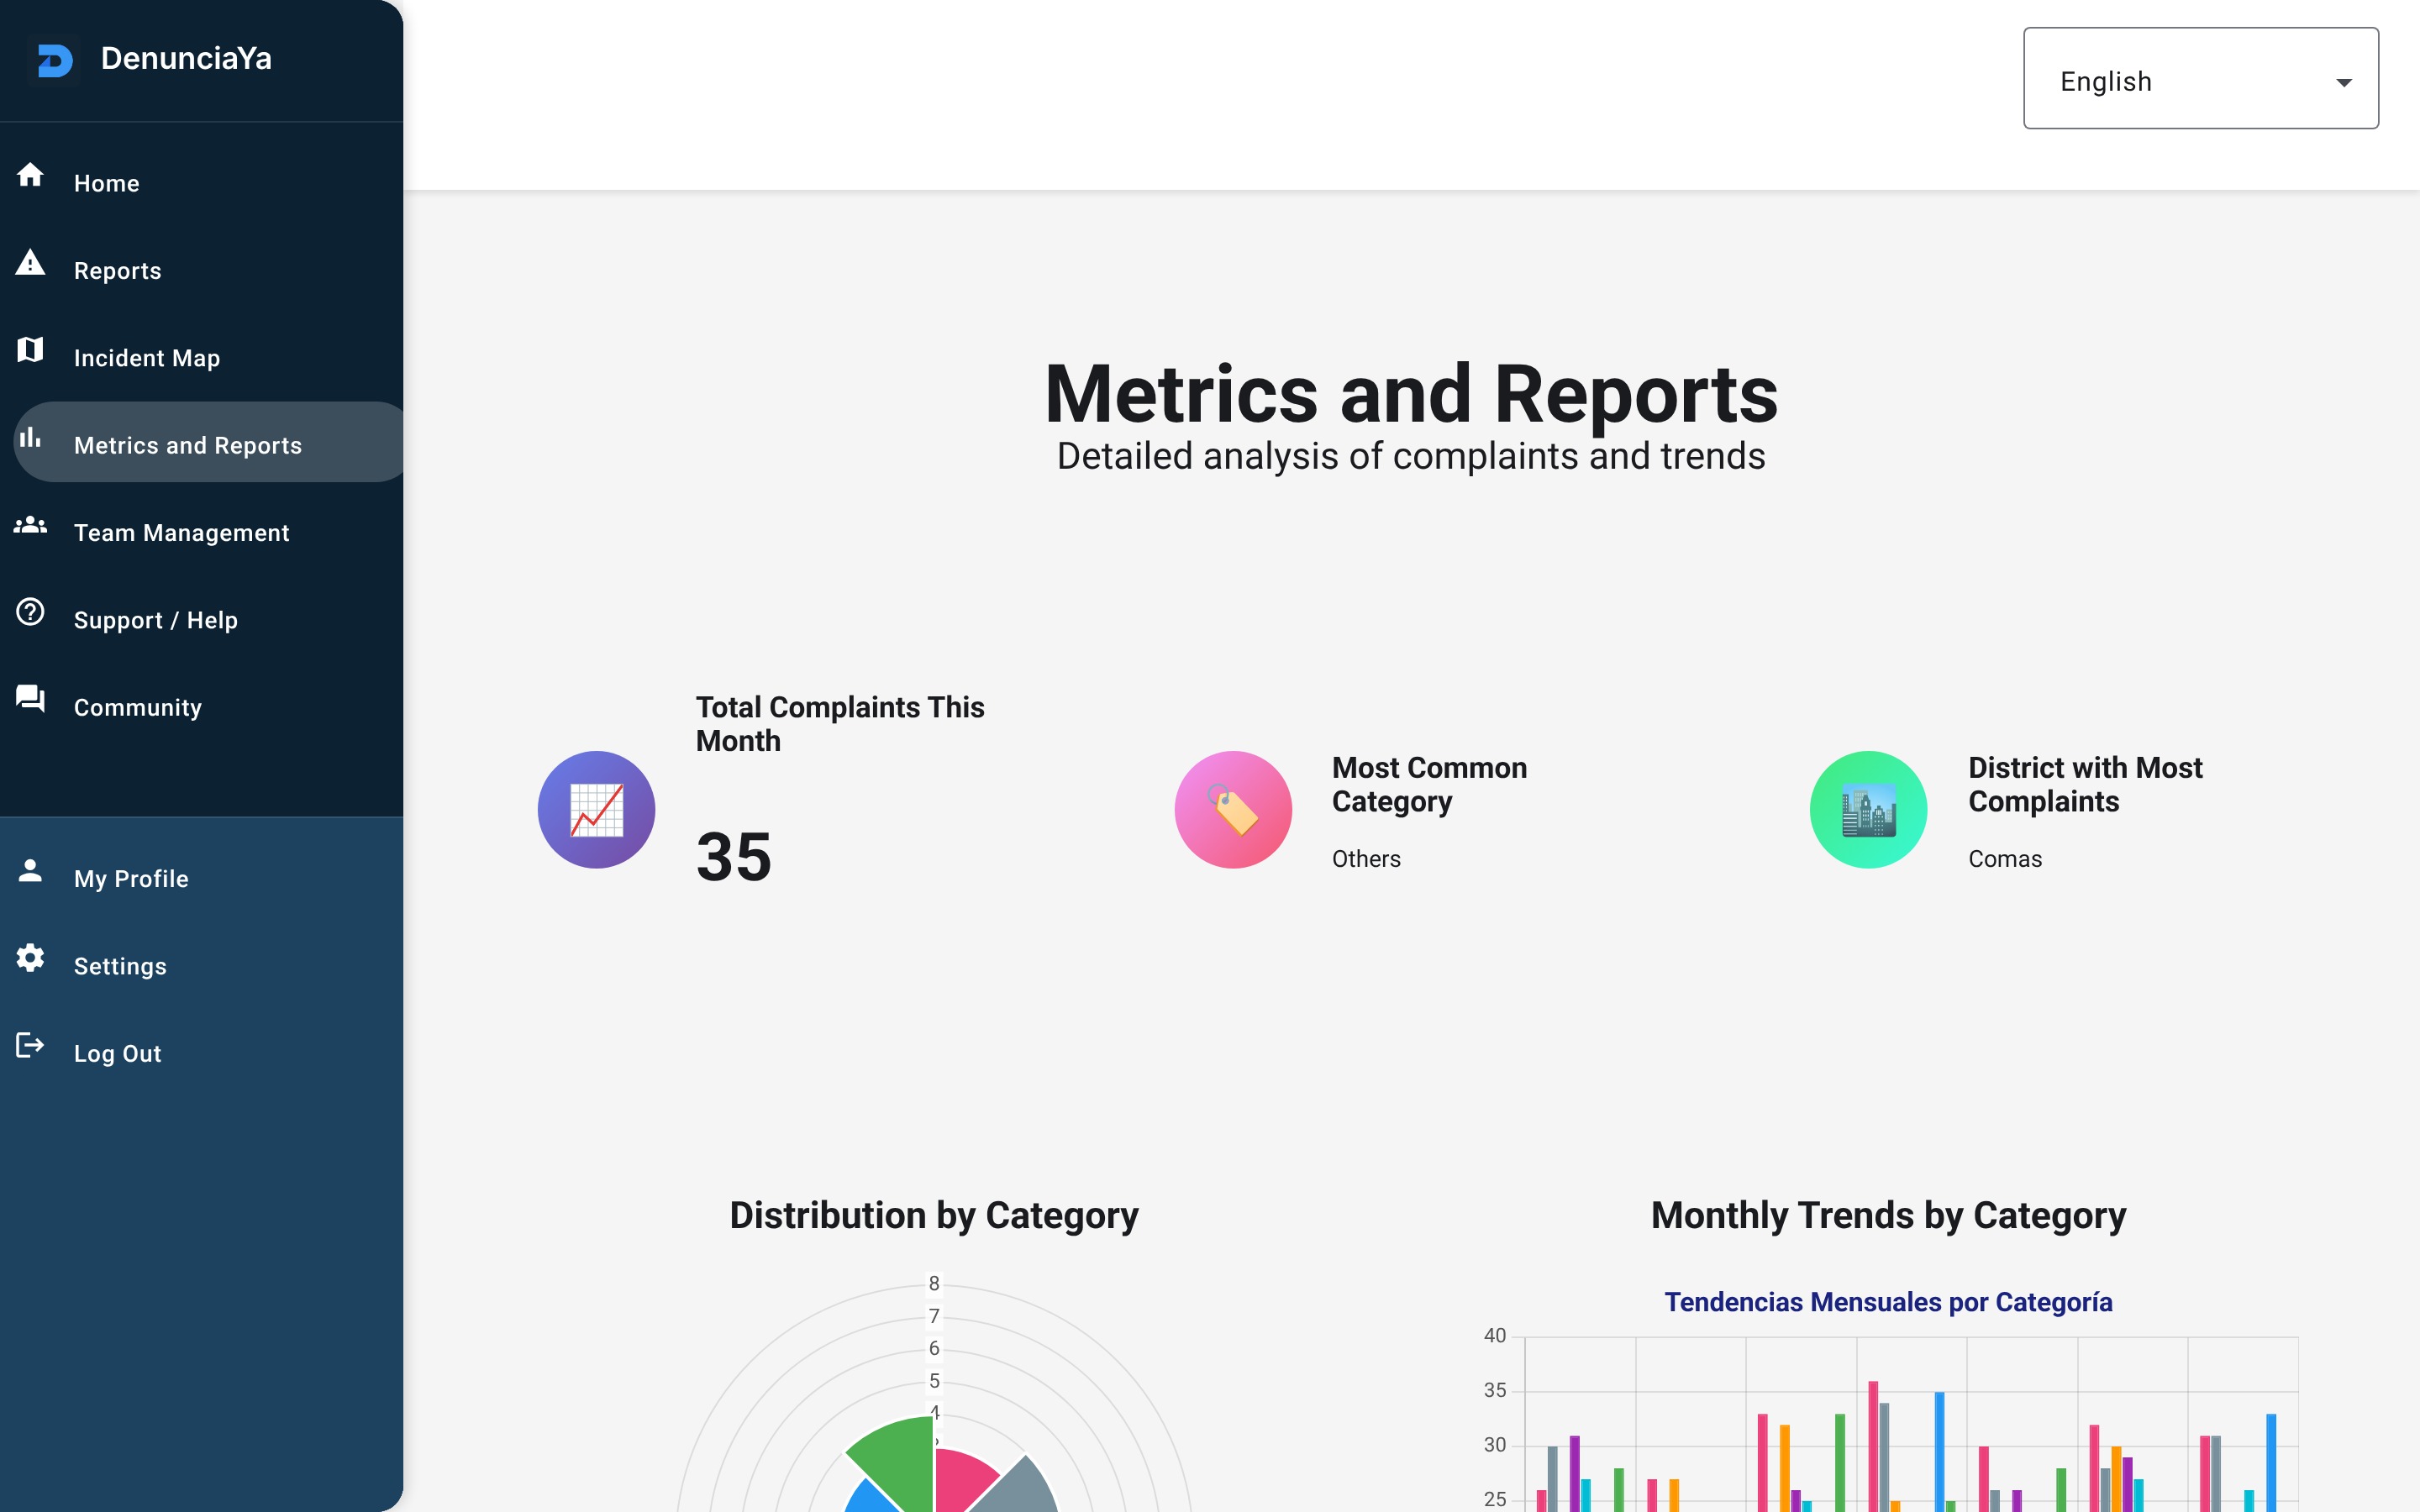 DenunciaYa
English
Home
Reports
Incident Map
Metrics and Reports
Team Management
Support / Help
Community
My Profile
Settings
Log Out
Metrics and Reports
Detailed analysis of complaints and trends
Total Complaints This
Month
35
Most Common
Category
Others
District with Most
Complaints
Comas
Distribution by Category
8
7
6
5
4
Monthly Trends by Category
Tendencias Mensuales por Categoría
40
35
30
25